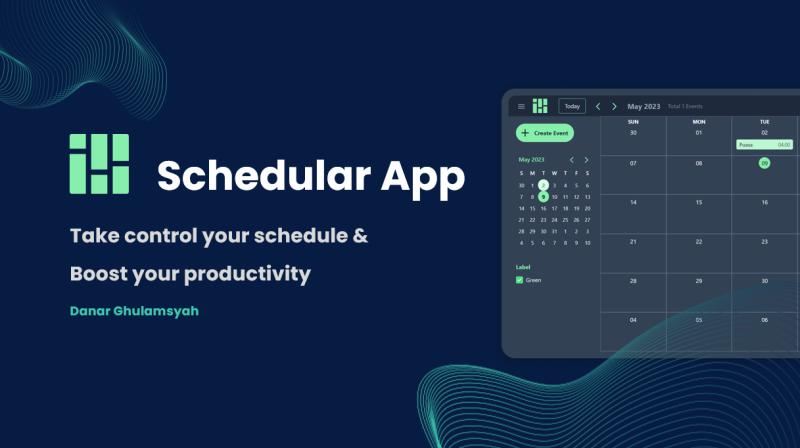 Schedular App
Take control your schedule &
Boost your productivity
Danar Ghulamsyah
Today
May 2023
Total 1 Events
Create Event
May 2023
S M T W T F S
30 1 2 3 4 5 6
7 8 9 10 11 12 13
14 15 16 17 18 19 20
21 22 23 24 25 26 27
28 29 30 31 1 2 3
4 5 6 7 8 9 10
Label
Green
SUN MON TUE
30 01 02
Puasa 04:00
07 08 09
14 15 16
21 22 23
28 29 30
04 05 06